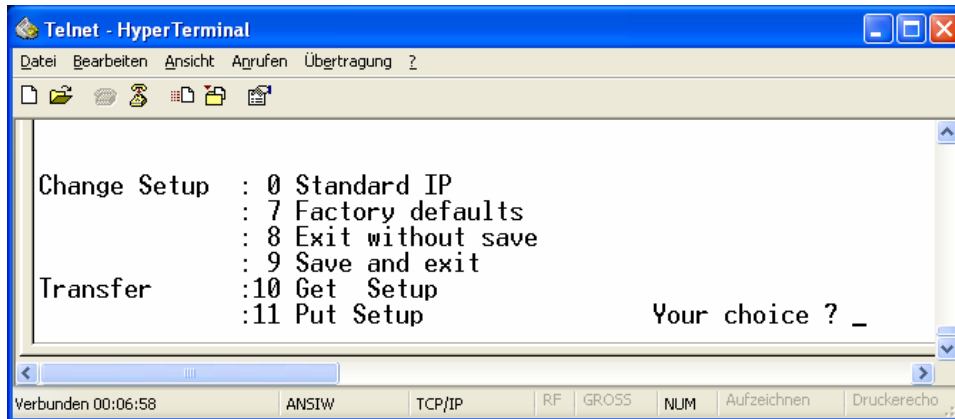 Telnet - HyperTerminal
Datei Bearbeiten Ansicht Anrufen Übertragung ?
Change Setup : 0 Standard IP
: 7 Factory defaults
: 8 Exit without save
: 9 Save and exit
Transfer :10 Get Setup
:11 Put Setup Your choice ? _
Verbunden 00:06:58 ANSIW TCP/IP RF GROSS NUM Aufzeichnen Druckerecho